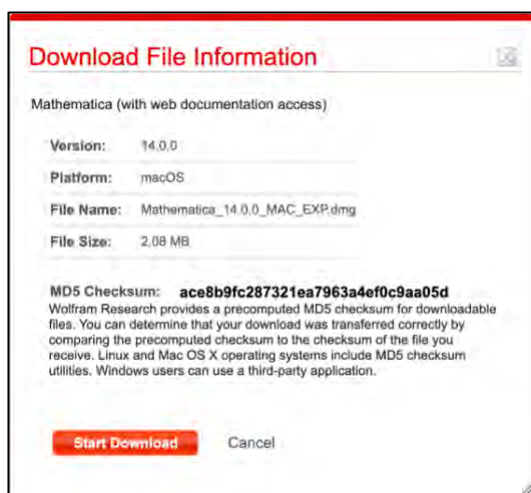 Download File Information
Mathematica (with web documentation access)
Version: 14.0.0
Platform: macOS
File Name: Mathematica_14.0.0_MAC_EXP.dmg
File Size: 2.08 MB
MD5 Checksum: ace8b9fc287321ea7963a4ef0c9aa05d
Wolfram Research provides a precomputed MD5 checksum for downloadable
files. You can determine that your download was transferred correctly by
comparing the precomputed checksum to the checksum of the file you
receive. Linux and Mac OS X operating systems include MD5 checksum
utilities. Windows users can use a third-party application.
Start Download Cancel